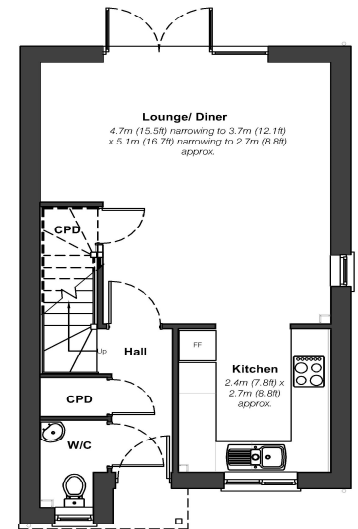 Lounge/ Diner
4.7m (15.5ft) narrowing to 3.7m (12.1ft)
x 5.1m (16.7ft) narrowing to 2.7m (8.8ft)
approx.
CPD
Up
Hall
FF
Kitchen
2.4m (7.8ft) x
2.7m (8.8ft)
approx.
CPD
W/C